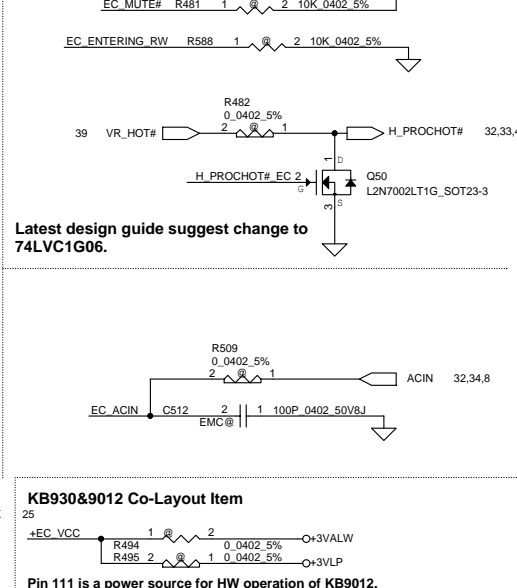 EC_MUTE# R481 1 @ 2 10K_0402_5%
EC_ENTERING_RW R588 1 @ 2 10K_0402_5%
R482
0_0402_5%
39 VR_HOT# 2 @ 1 H_PROCHOT# 32,33,4
1 D
H_PROCHOT#_EC 2 G
Q50
L2N7002LT1G_SOT23-3
3 S
Latest design guide suggest change to
74LVC1G06.
R509
0_0402_5%
2 @ 1 ACIN 32,34,8
EC_ACIN C512 2 1 100P_0402_50V8J
EMC@
KB930&9012 Co-Layout Item
25
+EC_VCC 1 @ 2 +3VALW
R494 0_0402_5%
R495 2 @ 1 0_0402_5% +3VLP
Pin 111 is a power source for HW operation of KB9012.